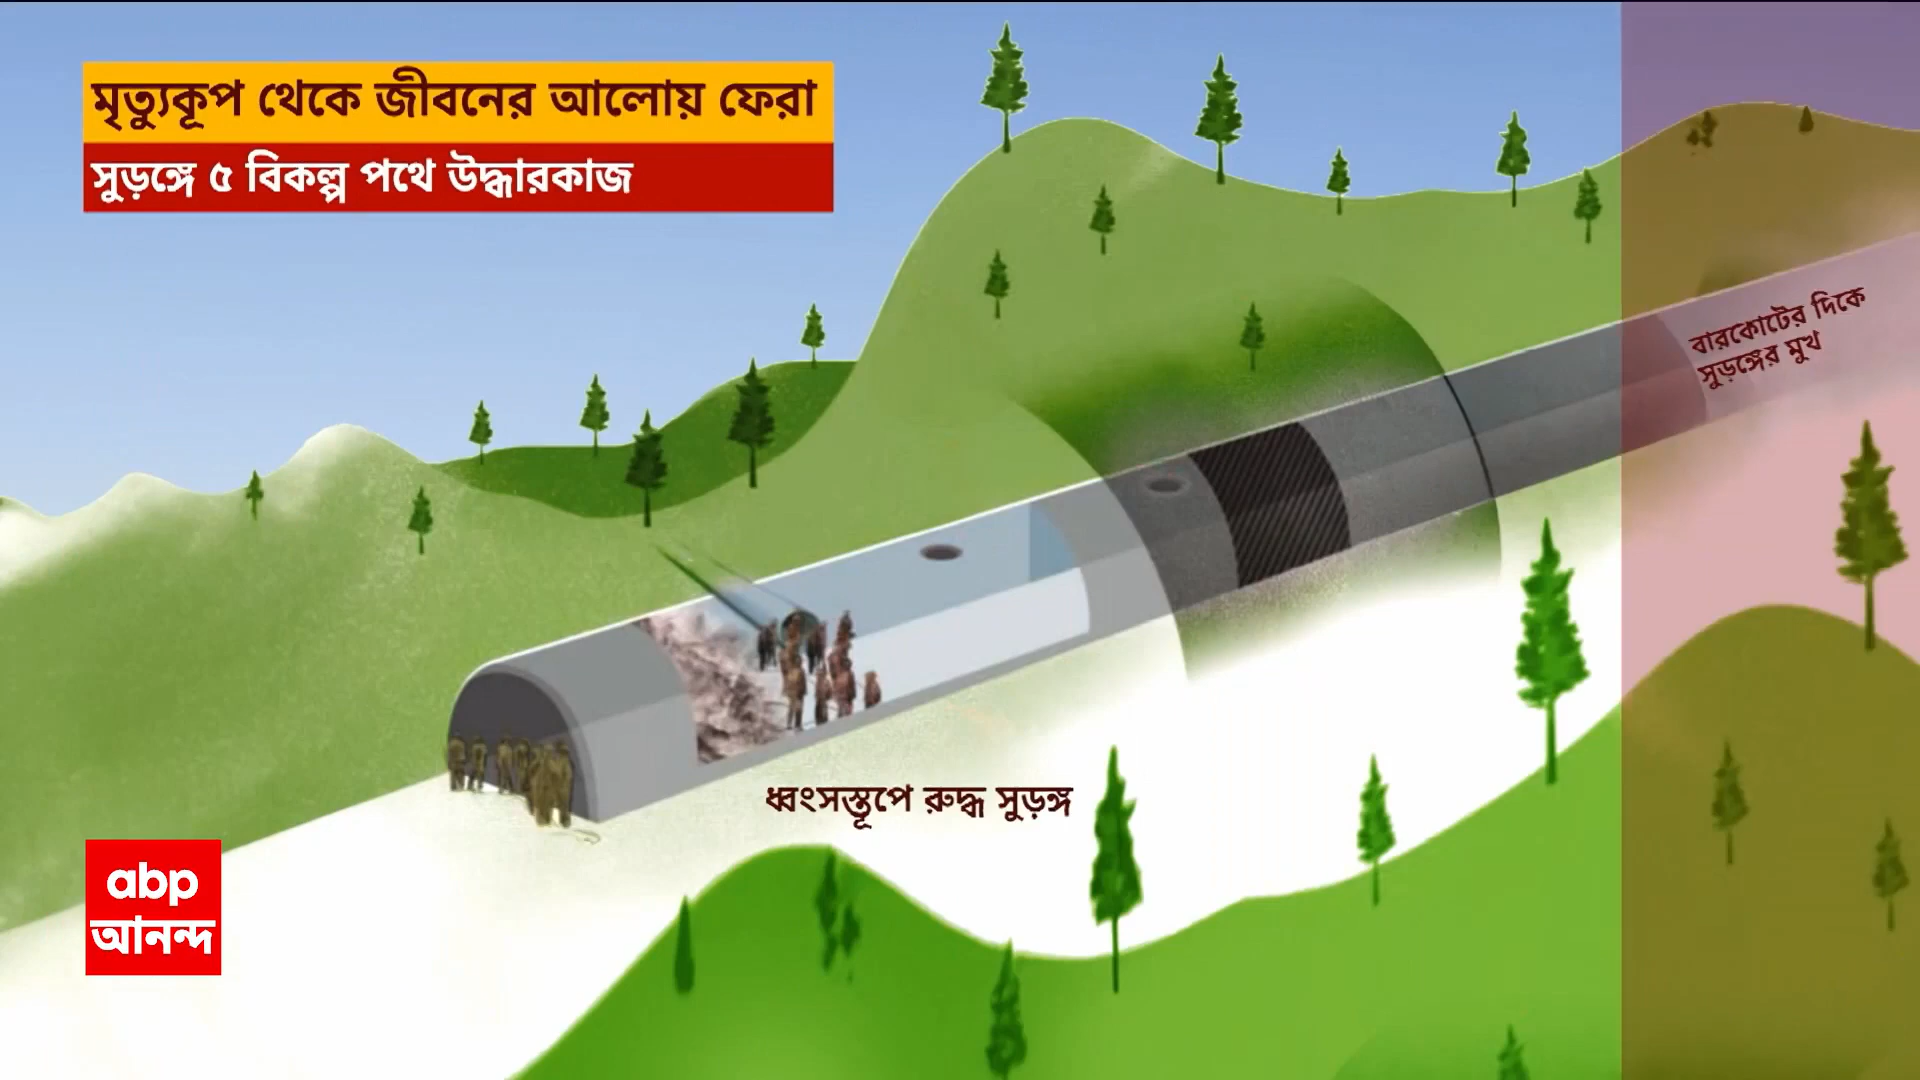 মৃত্যুকূপ থেকে জীবনের আলোয় ফেরা
সুড়ঙ্গে ৫ বিকল্প পথে উদ্ধারকাজ
বারকোটের দিকে
সুড়ঙ্গের মুখ
ধ্বংসস্তূপে রুদ্ধ সুড়ঙ্গ
abp
আনন্দ